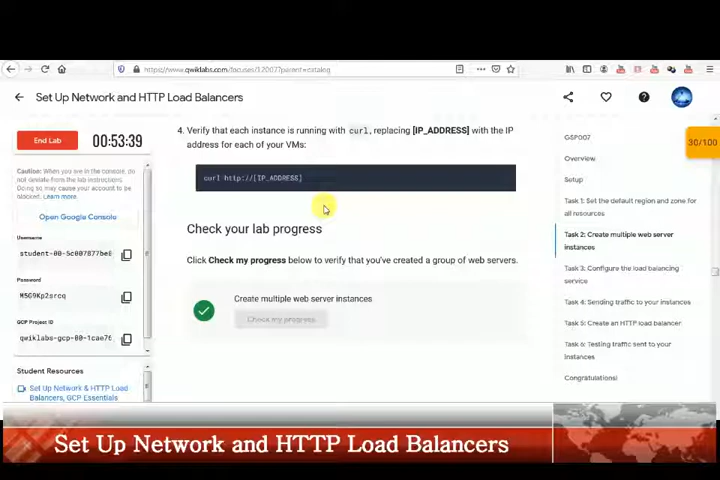 https://www.qwiklabs.com/focuses/12007?parent=catalog
Set Up Network and HTTP Load Balancers
End Lab
00:53:39
Caution: When you are in the console, do
not deviate from the lab instructions.
Doing so may cause your account to be
blocked. Learn more.
Open Google Console
Username
student-00-5c007877be8
Password
M5G9Kp2srcq
GCP Project ID
qwiklabs-gcp-00-1cae76
Student Resources
Set Up Network & HTTP Load
Balancers, GCP Essentials
4. Verify that each instance is running with curl, replacing [IP_ADDRESS] with the IP
address for each of your VMs:
curl http://[IP_ADDRESS]
Check your lab progress
Click Check my progress below to verify that you've created a group of web servers.
Create multiple web server instances
Check my progress
30/100
GSP007
Overview
Setup
Task 1: Set the default region and zone for
all resources
Task 2: Create multiple web server
instances
Task 3: Configure the load balancing
service
Task 4: Sending traffic to your instances
Task 5: Create an HTTP load balancer
Task 6: Testing traffic sent to your
instances
Congratulations!
Set Up Network and HTTP Load Balancers